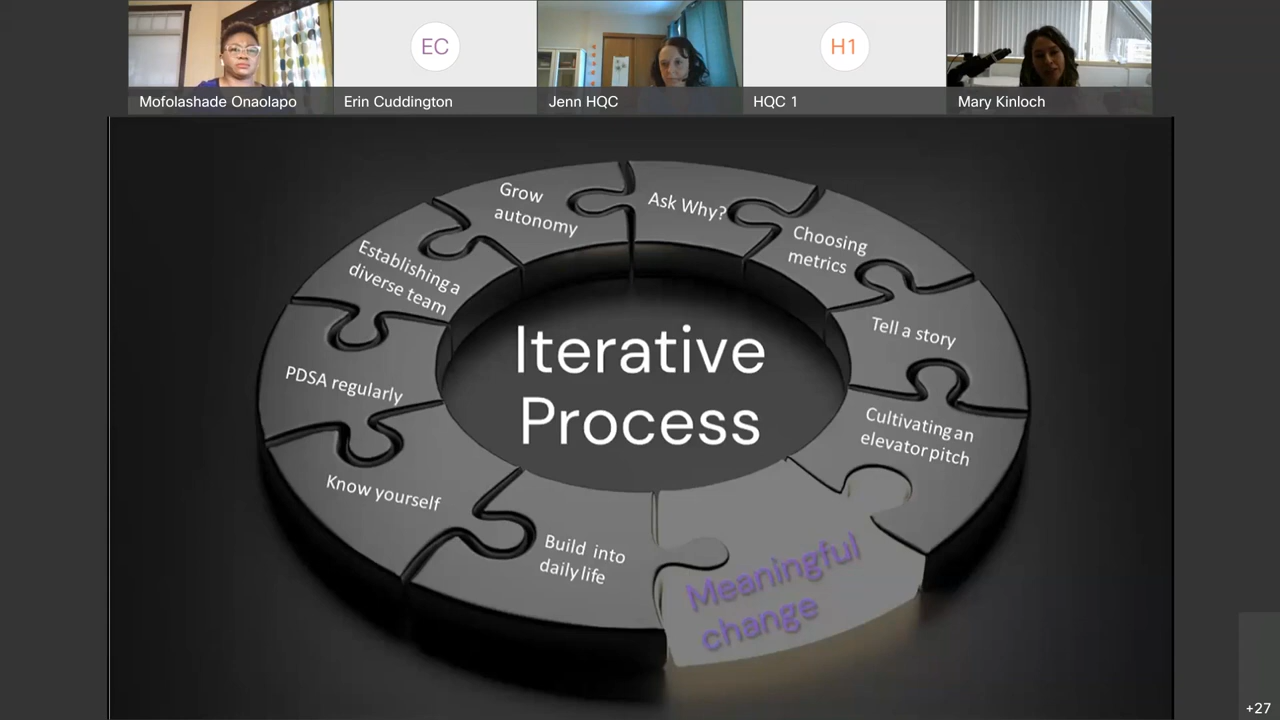 EC
H1
Mofolashade Onaolapo
Erin Cuddington
Jenn HQC
HQC 1
Mary Kinloch
Grow
autonomy
Ask Why?
Choosing
metrics
Establishing a
diverse team
Tell a story
Iterative
Process
PDSA regularly
Cultivating an
elevator pitch
Know yourself
Build into
daily life
Meaningful
change
+27